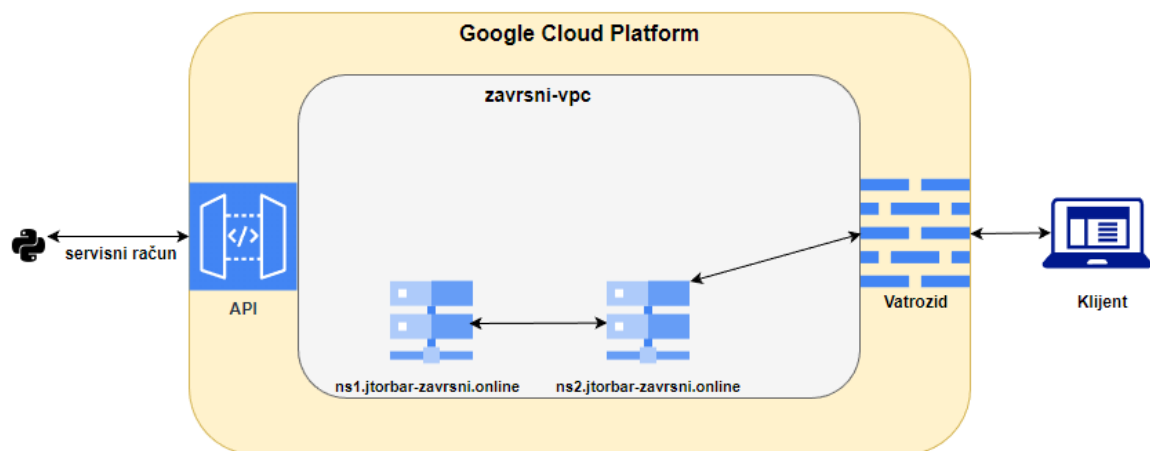 Google Cloud Platform
zavrsni-vpc
servisni račun
API
Vatrozid
Klijent
ns1.jtorbar-zavrsni.online
ns2.jtorbar-zavrsni.online